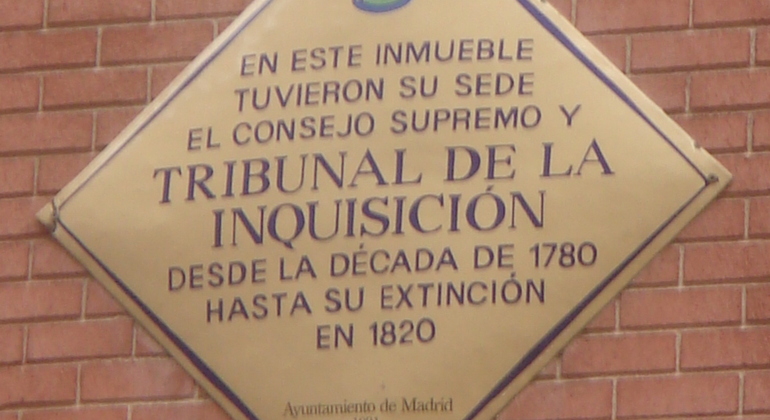 EN ESTE INMUEBLE
TUVIERON SU SEDE
EL CONSEJO SUPREMO Y
TRIBUNAL DE LA
INQUISICIÓN
DESDE LA DÉCADA DE 1780
HASTA SU EXTINCIÓN
EN 1820
Ayuntamiento de Madrid